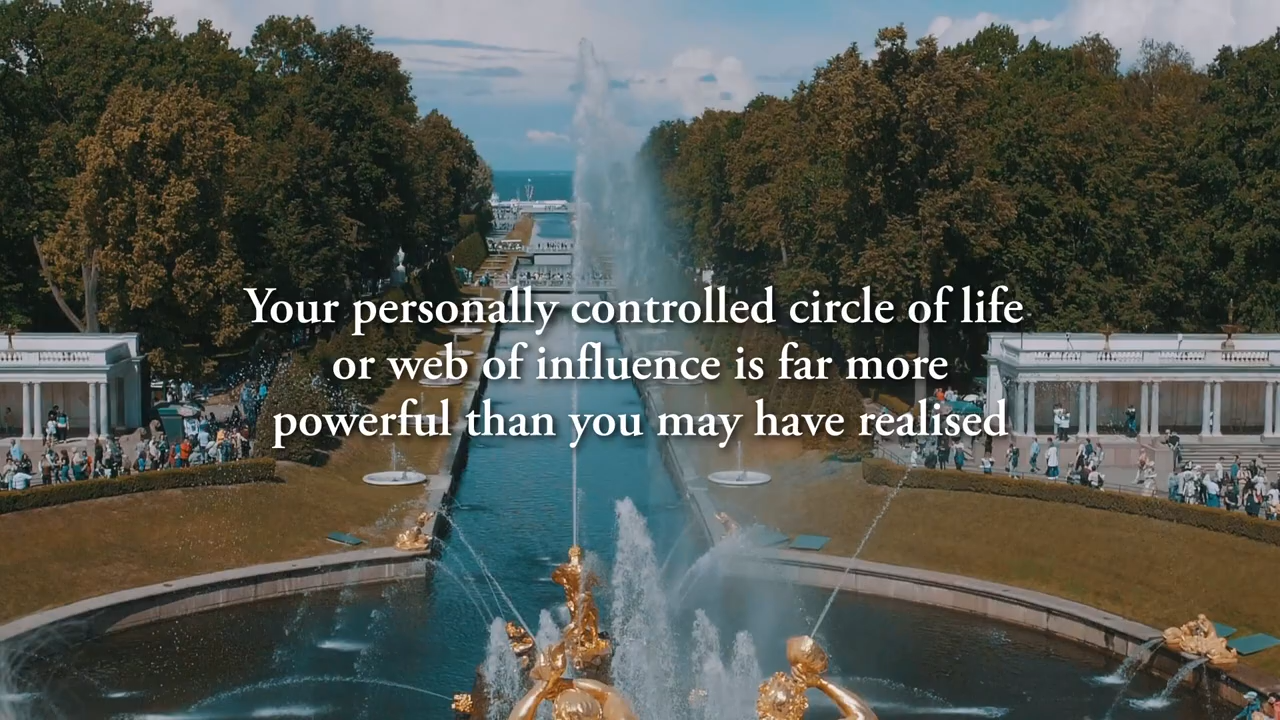 Your personally controlled circle of life
or web of influence is far more
powerful than you may have realised